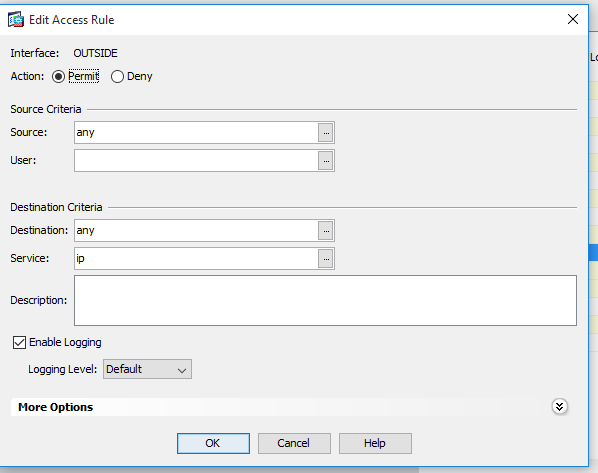 Edit Access Rule
Interface: OUTSIDE
Action: Permit Deny
Source Criteria
Source: any ...
User: ...
Destination Criteria
Destination: any ...
Service: ip ...
Description:
Enable Logging
Logging Level: Default
More Options
OK Cancel Help
Lo